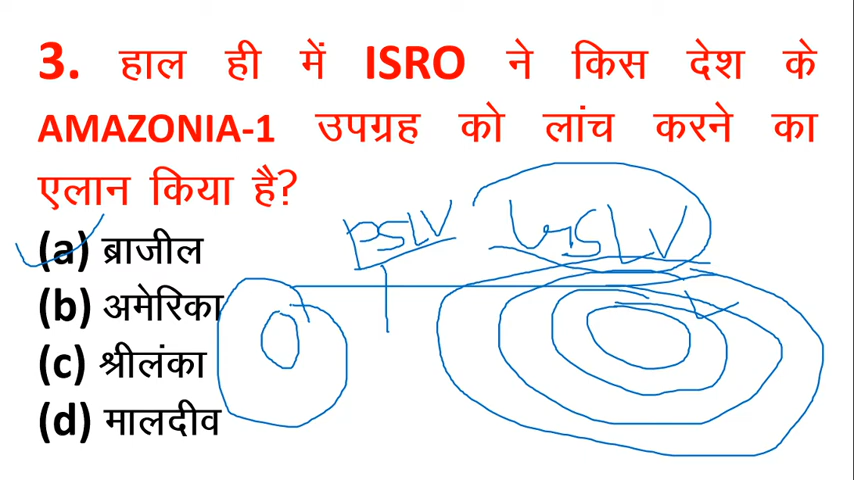 3. हाल ही में ISRO ने किस देश के
AMAZONIA-1 उपग्रह को लांच करने का
एलान किया है?
PSLV GSLV
(a) ब्राजील
(b) अमेरिका
(c) श्रीलंका
(d) मालदीव